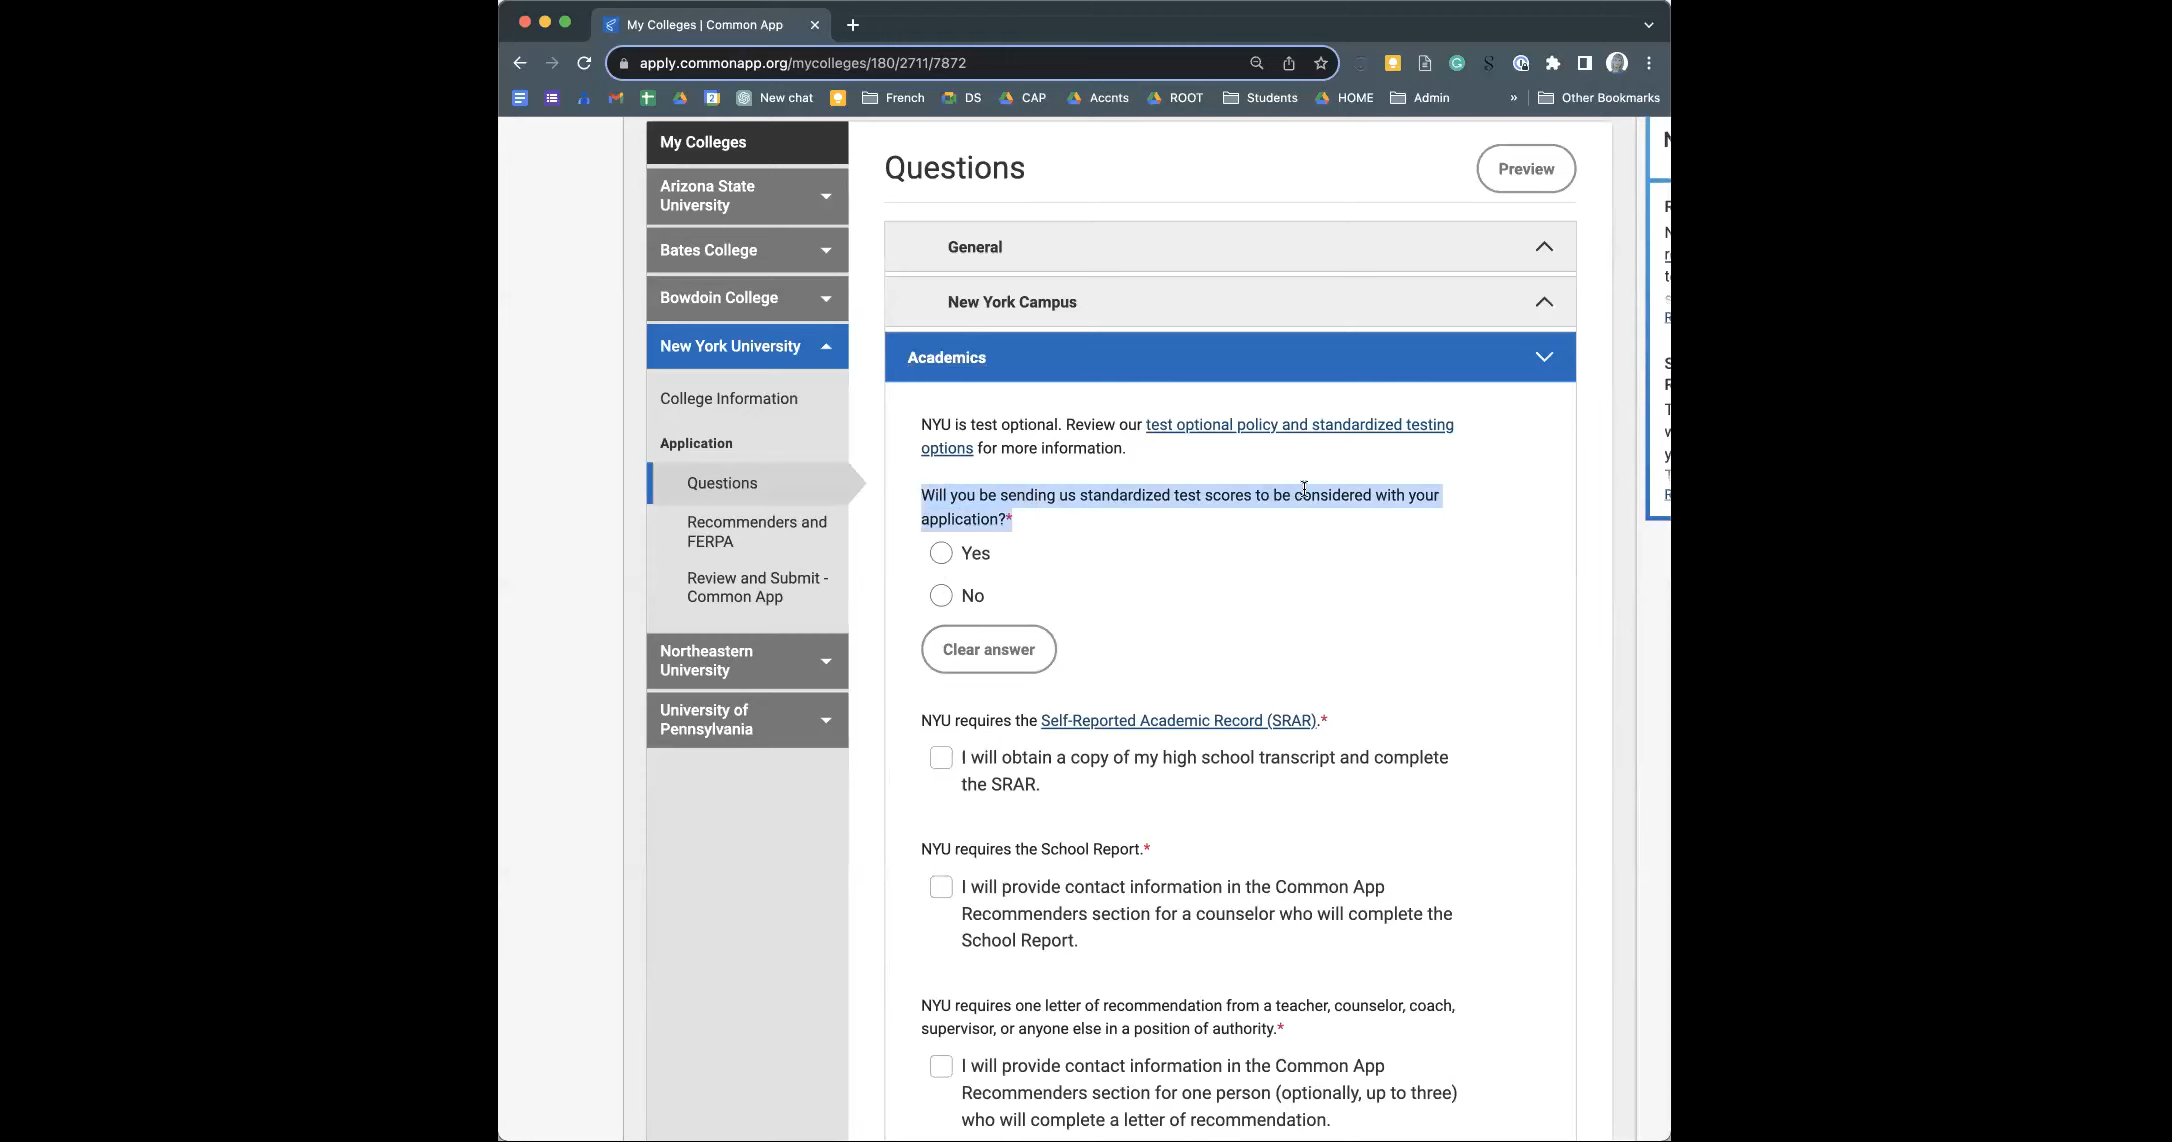 My Colleges | Common App
apply.commonapp.org/mycolleges/180/2711/7872
New chat
French
DS
CAP
Accnts
ROOT
Students
HOME
Admin
»
Other Bookmarks
My Colleges
Arizona State
University
Bates College
Bowdoin College
New York University
College Information
Application
Questions
Recommenders and
FERPA
Review and Submit -
Common App
Northeastern
University
University of
Pennsylvania
Questions
Preview
General
New York Campus
Academics
NYU is test optional. Review our test optional policy and standardized testing
options for more information.
Will you be sending us standardized test scores to be considered with your
application?*
Yes
No
Clear answer
NYU requires the Self-Reported Academic Record (SRAR).*
I will obtain a copy of my high school transcript and complete
the SRAR.
NYU requires the School Report.*
I will provide contact information in the Common App
Recommenders section for a counselor who will complete the
School Report.
NYU requires one letter of recommendation from a teacher, counselor, coach,
supervisor, or anyone else in a position of authority.*
I will provide contact information in the Common App
Recommenders section for one person (optionally, up to three)
who will complete a letter of recommendation.